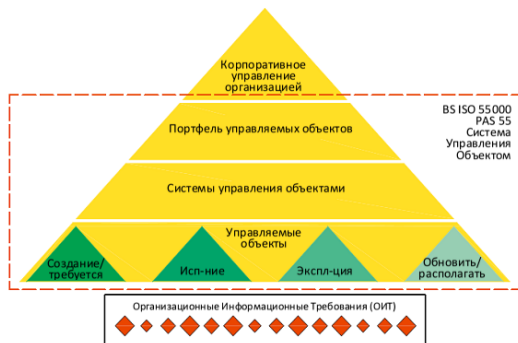 Корпоративное
управление
организацией
BS ISO 55000
PAS 55
Система
Управления
Объектом
Портфель управляемых объектов
Системы управления объектами
Управляемые
объекты
Создание/
требуется
Исп-ние
Экспл-ция
Обновить/
располагать
Организационные Информационные Требования (ОИТ)